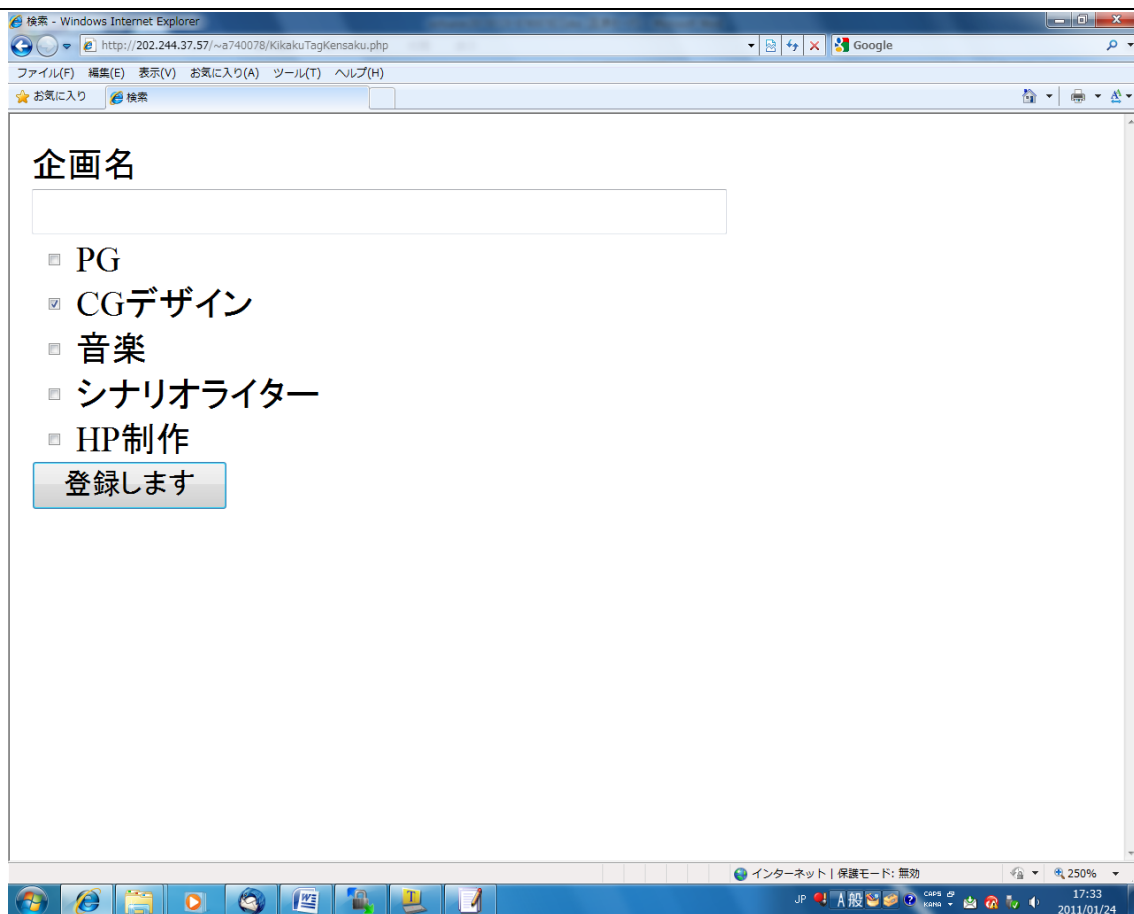 検索 - Windows Internet Explorer
http://202.244.37.57/~a740078/KikakuTagKensaku.php
Google
ファイル(F) 編集(E) 表示(V) お気に入り(A) ツール(T) ヘルプ(H)
お気に入り 検索
企画名
PG
CGデザイン
音楽
シナリオライター
HP制作
登録します
インターネット | 保護モード: 無効
250%
JP A 般 CAPS KANA
17:33
2011/01/24